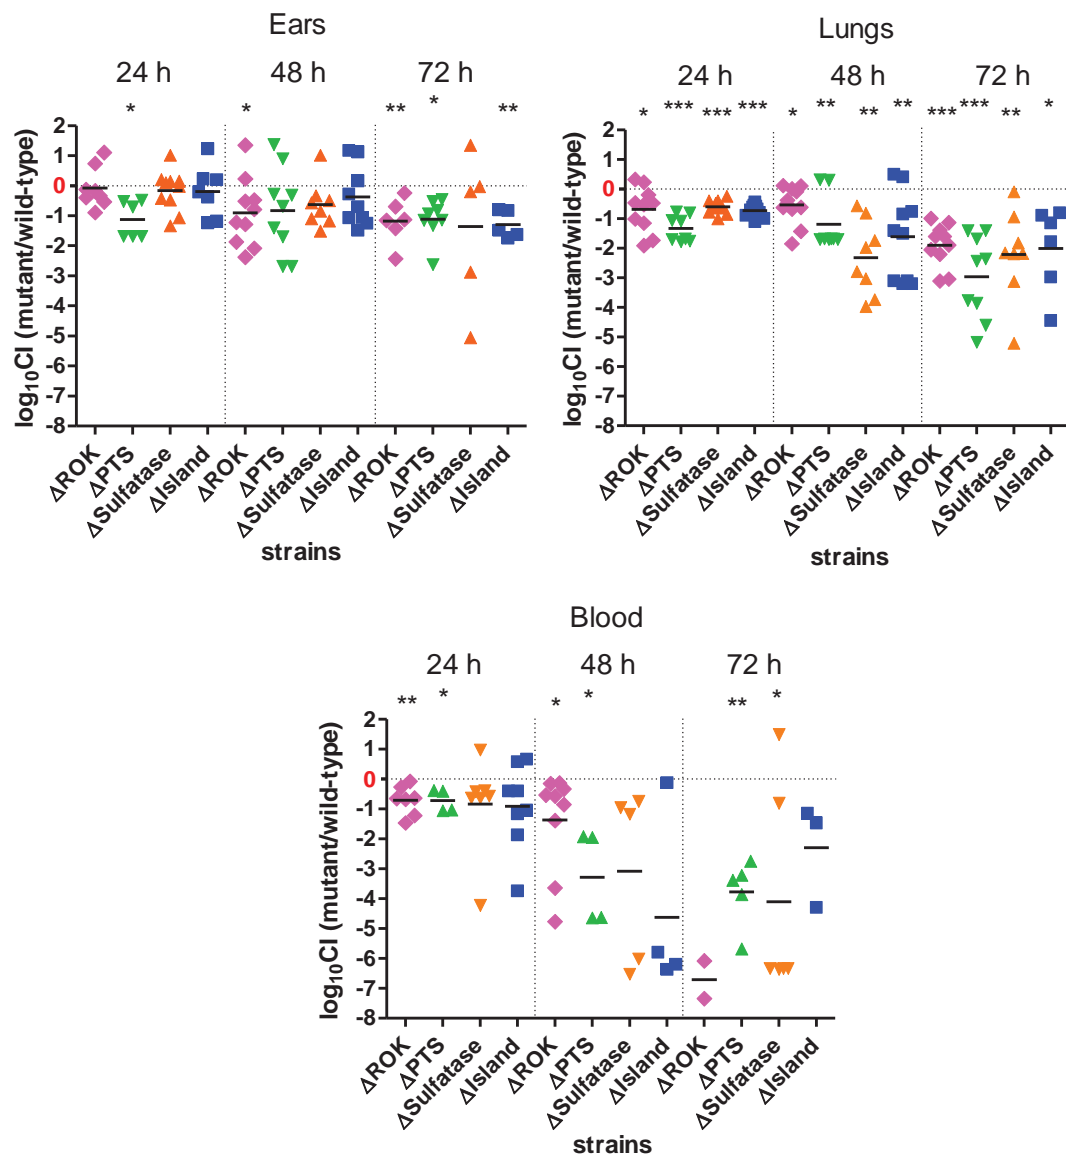 Ears
24 h 48 h 72 h
* * ** * **
log₁₀CI (mutant/wild-type)
2
1
0
-1
-2
-3
-4
-5
-6
-7
-8
ΔROK ΔPTS ΔSulfatase ΔIsland ΔROK ΔPTS ΔSulfatase ΔIsland ΔROK ΔPTS ΔSulfatase ΔIsland
strains
Lungs
24 h 48 h 72 h
* *** *** *** * ** ** ** *** *** ** *
log₁₀CI (mutant/wild-type)
2
1
0
-1
-2
-3
-4
-5
-6
-7
-8
ΔROK ΔPTS ΔSulfatase ΔIsland ΔROK ΔPTS ΔSulfatase ΔIsland ΔROK ΔPTS ΔSulfatase ΔIsland
strains
Blood
24 h 48 h 72 h
** * * * ** *
log₁₀CI (mutant/wild-type)
2
1
0
-1
-2
-3
-4
-5
-6
-7
-8
ΔROK ΔPTS ΔSulfatase ΔIsland ΔROK ΔPTS ΔSulfatase ΔIsland ΔROK ΔPTS ΔSulfatase ΔIsland
strains